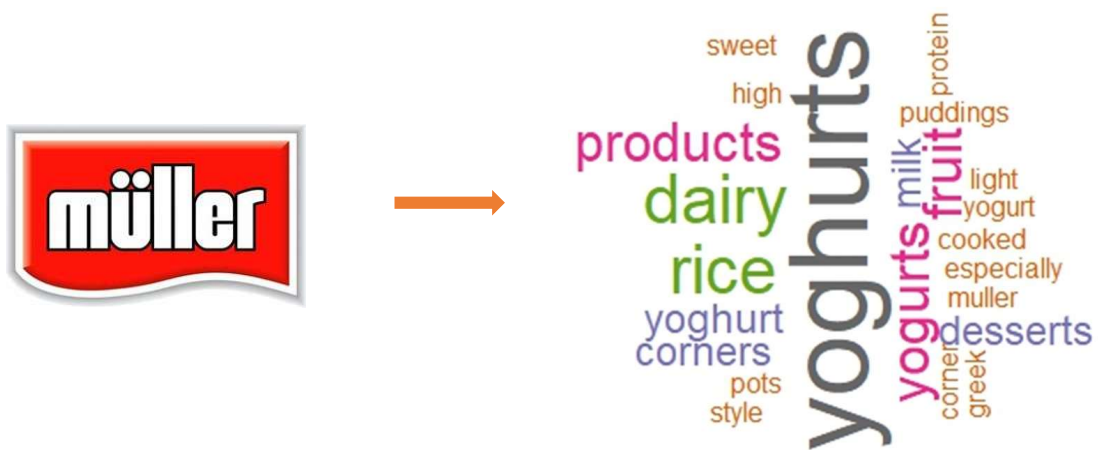 müller
sweet
high
products
dairy
rice
yoghurt
corners
pots
style
yoghurts
protein
puddings
milk
fruit
light
yogurt
yogurts
cooked
especially
muller
desserts
corner
greek